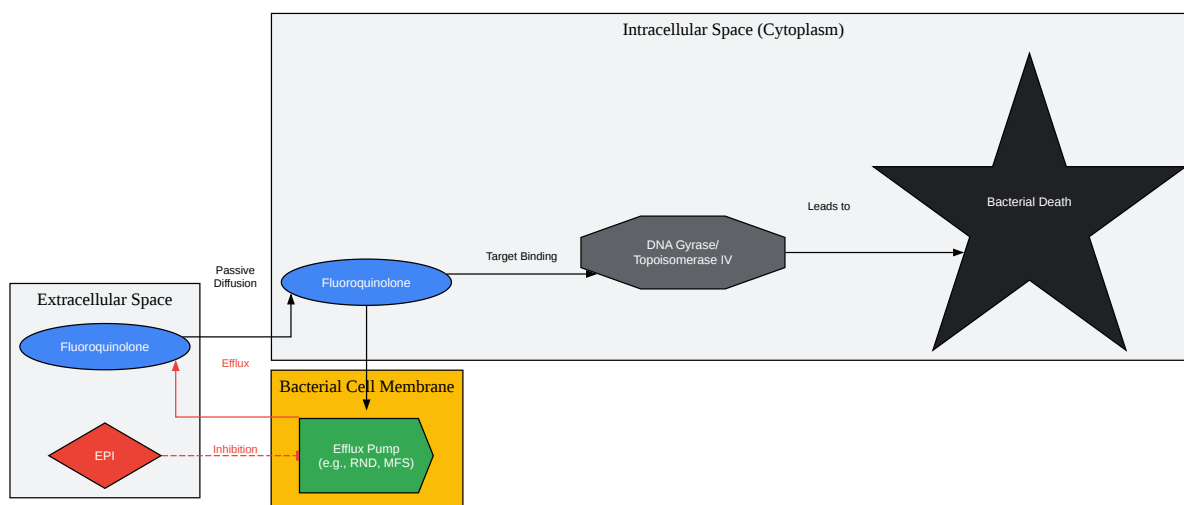 Intracellular Space (Cytoplasm)
Bacterial Death
Leads to
DNA Gyrase/
Topoisomerase IV
Target Binding
Fluoroquinolone
Passive
Diffusion
Extracellular Space
Fluoroquinolone
Efflux
Bacterial Cell Membrane
EPI
Inhibition
Efflux Pump
(e.g., RND, MFS)